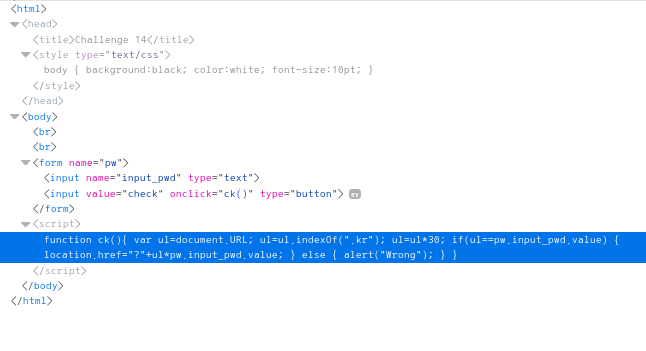 <html>
<head>
<title>Challenge 14</title>
<style type="text/css">
body { background:black; color:white; font-size:10pt; }
</style>
</head>
<body>
<br>
<br>
<form name="pw">
<input name="input_pwd" type="text">
<input value="check" onclick="ck()" type="button"> ev
</form>
<script>
function ck(){ var ul=document.URL; ul=ul.indexOf(".kr"); ul=ul*30; if(ul==pw.input_pwd.value) {
location.href="?"+ul*pw.input_pwd.value; } else { alert("Wrong"); } }
</script>
</body>
</html>